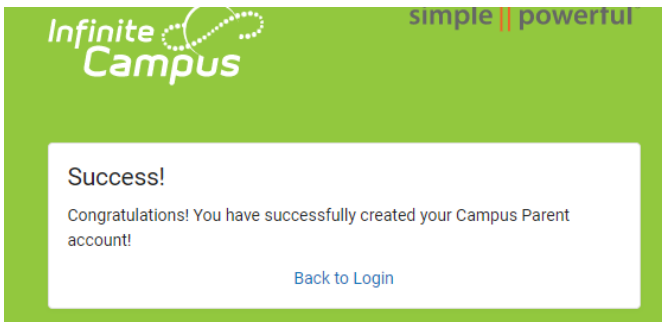 Infinite
Campus
simple || powerful
Success!
Congratulations! You have successfully created your Campus Parent
account!
Back to Login